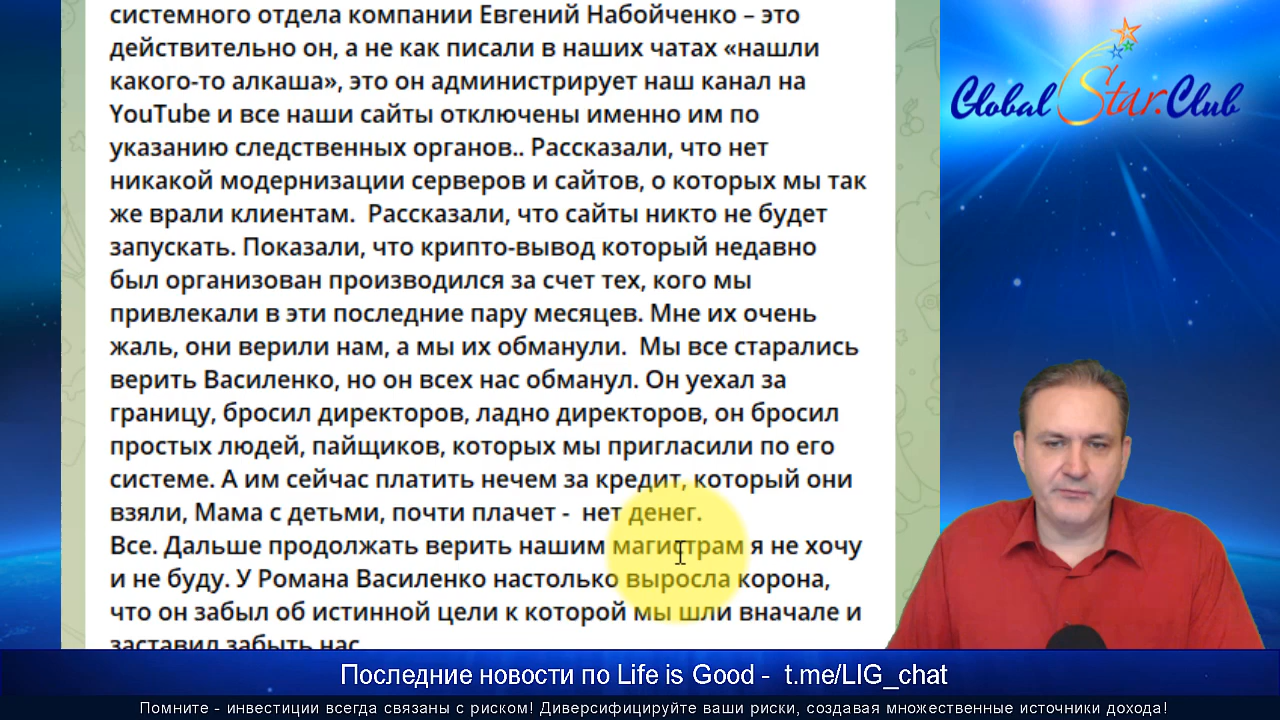 системного отдела компании Евгений Набойченко – это
действительно он, а не как писали в наших чатах «нашли
какого-то алкаша», это он администрирует наш канал на
YouTube и все наши сайты отключены именно им по
указанию следственных органов.. Рассказали, что нет
никакой модернизации серверов и сайтов, о которых мы так
же врали клиентам.  Рассказали, что сайты никто не будет
запускать. Показали, что крипто-вывод который недавно
был организован производился за счет тех, кого мы
привлекали в эти последние пару месяцев. Мне их очень
жаль, они верили нам, а мы их обманули.  Мы все старались
верить Василенко, но он всех нас обманул. Он уехал за
границу, бросил директоров, ладно директоров, он бросил
простых людей, пайщиков, которых мы пригласили по его
системе. А им сейчас платить нечем за кредит, который они
взяли, Мама с детьми, почти плачет -  нет денег.
Все. Дальше продолжать верить нашим магистрам я не хочу
и не буду. У Романа Василенко настолько выросла корона,
что он забыл об истинной цели к которой мы шли вначале и
заставил забыть нас
Global Star.Club
Последние новости по Life is Good -  t.me/LIG_chat
Помните - инвестиции всегда связаны с риском! Диверсифицируйте ваши риски, создавая множественные источники дохода!